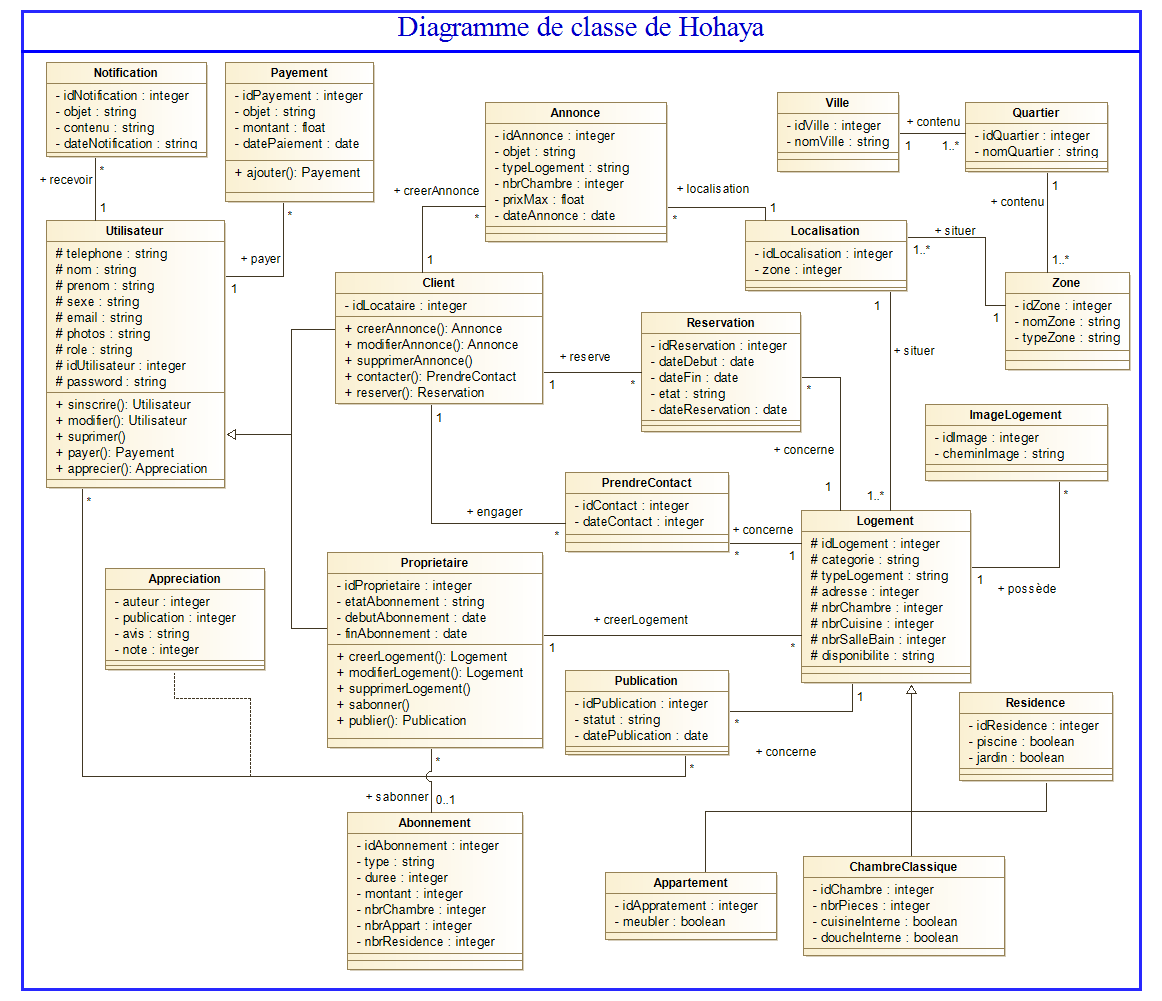 Diagramme de classe de Hohaya
Notification
- idNotification : integer
- objet : string
- contenu : string
- dateNotification : string
Payement
- idPayement : integer
- objet : string
- montant : float
- datePaiement : date
+ ajouter(): Payement
Annonce
- idAnnonce : integer
- objet : string
- typeLogement : string
- nbrChambre : integer
- prixMax : float
- dateAnnonce : date
Ville
- idVille : integer
- nomVille : string
+ contenu
1
1..*
Quartier
- idQuartier : integer
- nomQuartier : string
1
+ contenu
1..*
*
+ recevoir
1
*
+ payer
1
+ creerAnnonce
*
1
+ localisation
*
1
Utilisateur
# telephone : string
# nom : string
# prenom : string
# sexe : string
# email : string
# photos : string
# role : string
# idUtilisateur : integer
# password : string
+ sinscrire(): Utilisateur
+ modifier(): Utilisateur
+ suprimer()
+ payer(): Payement
+ apprecier(): Appreciation
*
Localisation
- idLocalisation : integer
- zone : integer
+ situer
1..*
1
Zone
- idZone : integer
- nomZone : string
- typeZone : string
1
+ situer
1..*
Client
- idLocataire : integer
+ creerAnnonce(): Annonce
+ modifierAnnonce(): Annonce
+ supprimerAnnonce()
+ contacter(): PrendreContact
+ reserver(): Reservation
+ reserve
1
*
Reservation
- idReservation : integer
- dateDebut : date
- dateFin : date
- etat : string
- dateReservation : date
*
+ concerne
1
ImageLogement
- idImage : integer
- cheminImage : string
*
1
+ possède
1
+ engager
*
PrendreContact
- idContact : integer
- dateContact : integer
+ concerne
*
1
Logement
# idLogement : integer
# categorie : string
# typeLogement : string
# adresse : integer
# nbrChambre : integer
# nbrCuisine : integer
# nbrSalleBain : integer
# disponibilite : string
Appreciation
- auteur : integer
- publication : integer
- avis : string
- note : integer
Proprietaire
- idProprietaire : integer
- etatAbonnement : string
- debutAbonnement : date
- finAbonnement : date
+ creerLogement(): Logement
+ modifierLogement(): Logement
+ supprimerLogement()
+ sabonner()
+ publier(): Publication
+ creerLogement
1
*
Publication
- idPublication : integer
- statut : string
- datePublication : date
1
*
+ concerne
*
Residence
- idResidence : integer
- piscine : boolean
- jardin : boolean
*
+ sabonner
0..1
Abonnement
- idAbonnement : integer
- type : string
- duree : integer
- montant : integer
- nbrChambre : integer
- nbrAppart : integer
- nbrResidence : integer
Appartement
- idAppratement : integer
- meubler : boolean
ChambreClassique
- idChambre : integer
- nbrPieces : integer
- cuisineInterne : boolean
- doucheInterne : boolean